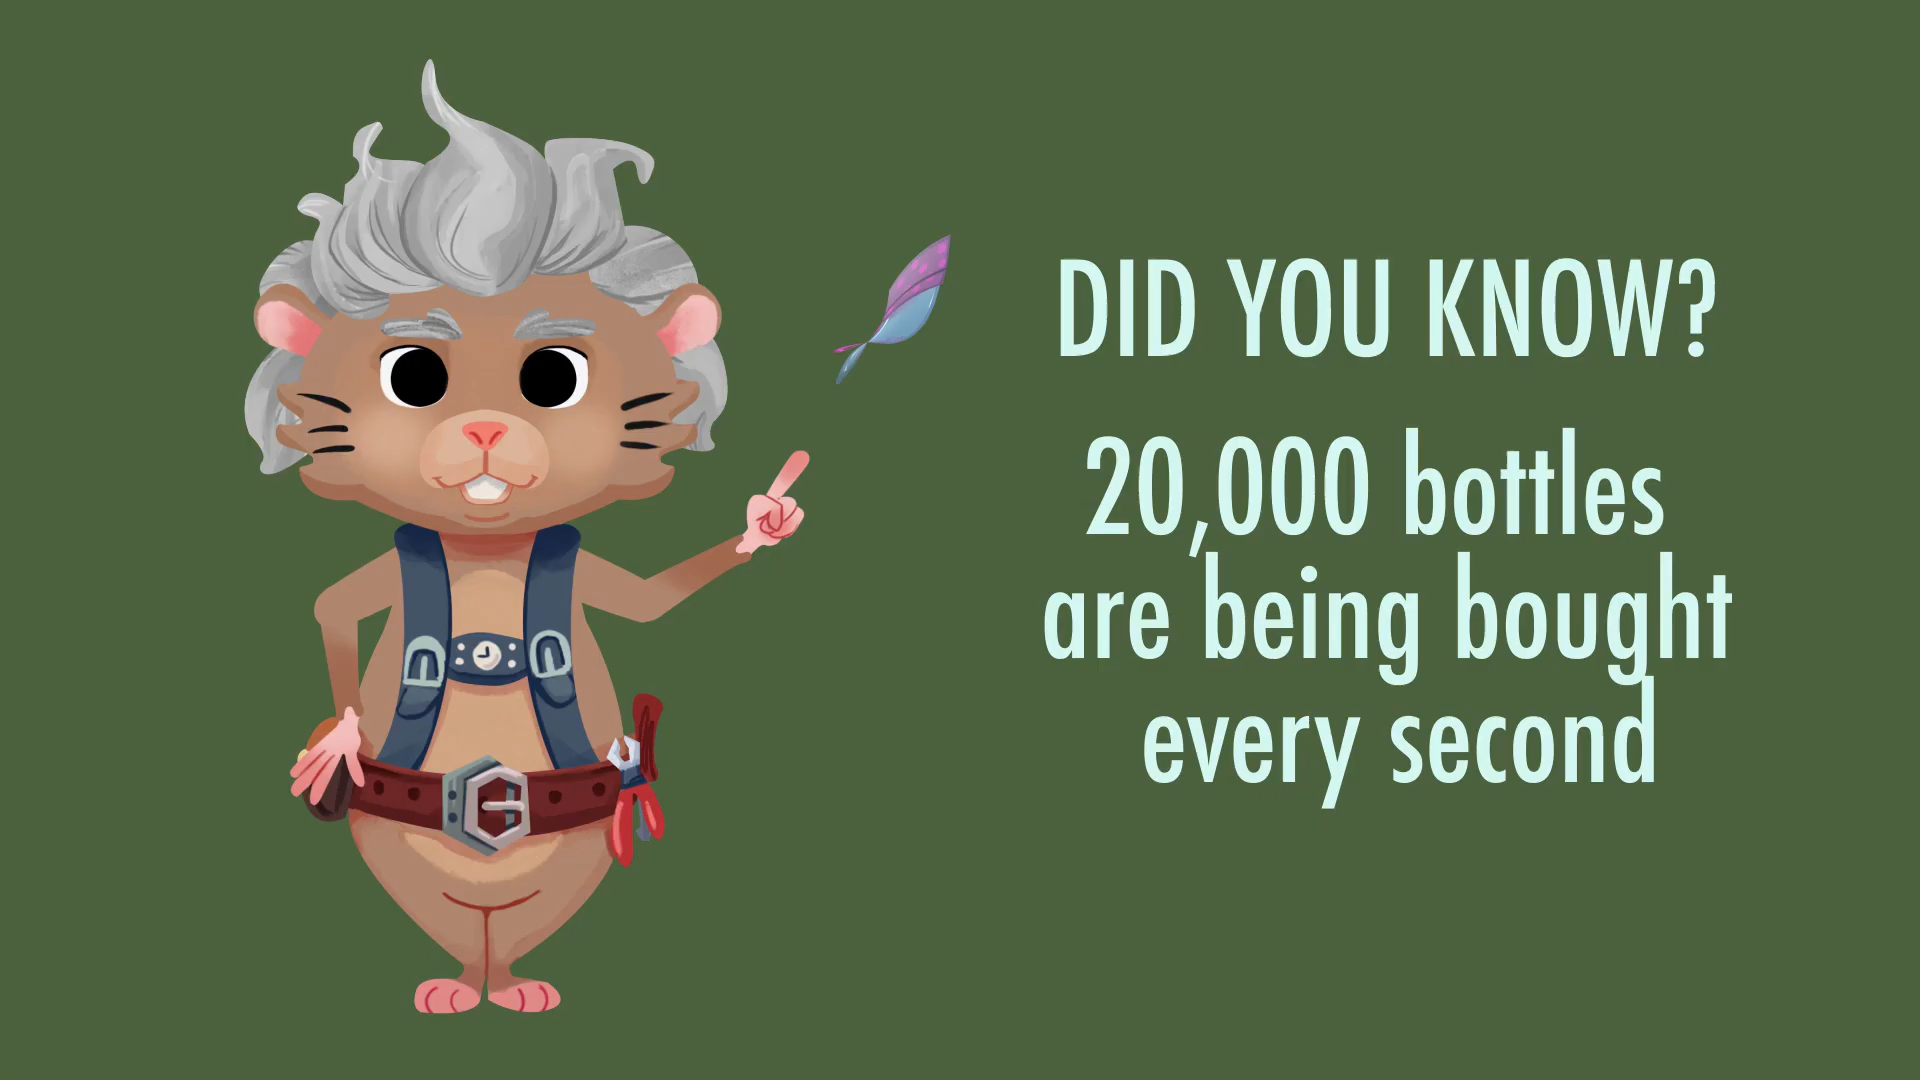 DID YOU KNOW?
20,000 bottles
are being bought
every second